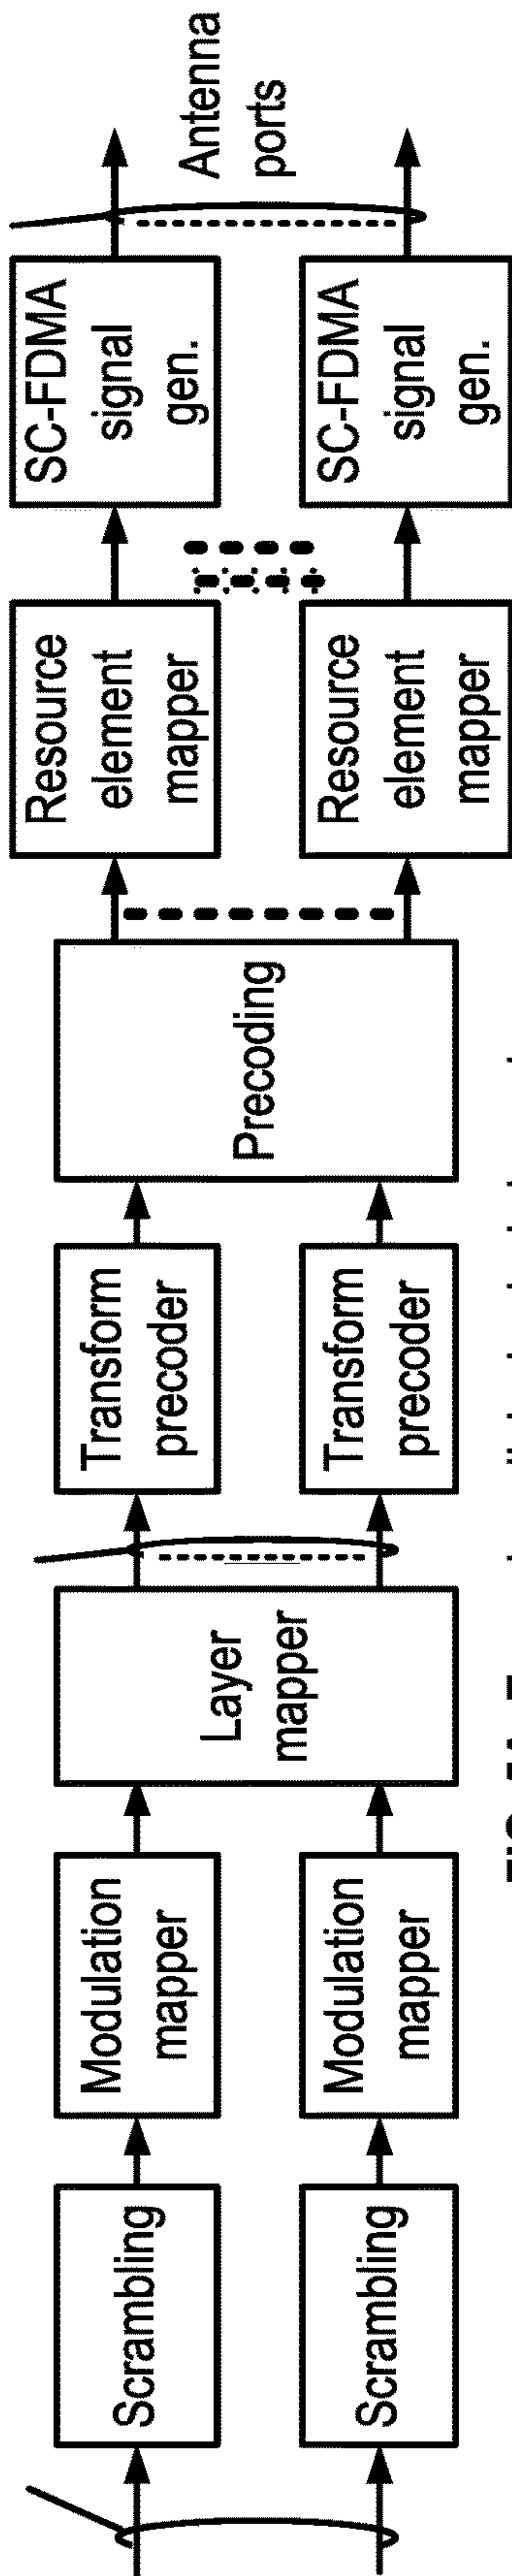 Scrambling
Modulation
mapper
Layer
mapper
Transform
precoder
Precoding
Resource
element
mapper
SC-FDMA
signal
gen.
Antenna
ports
Scrambling
Modulation
mapper
Transform
precoder
Resource
element
mapper
SC-FDMA
signal
gen.